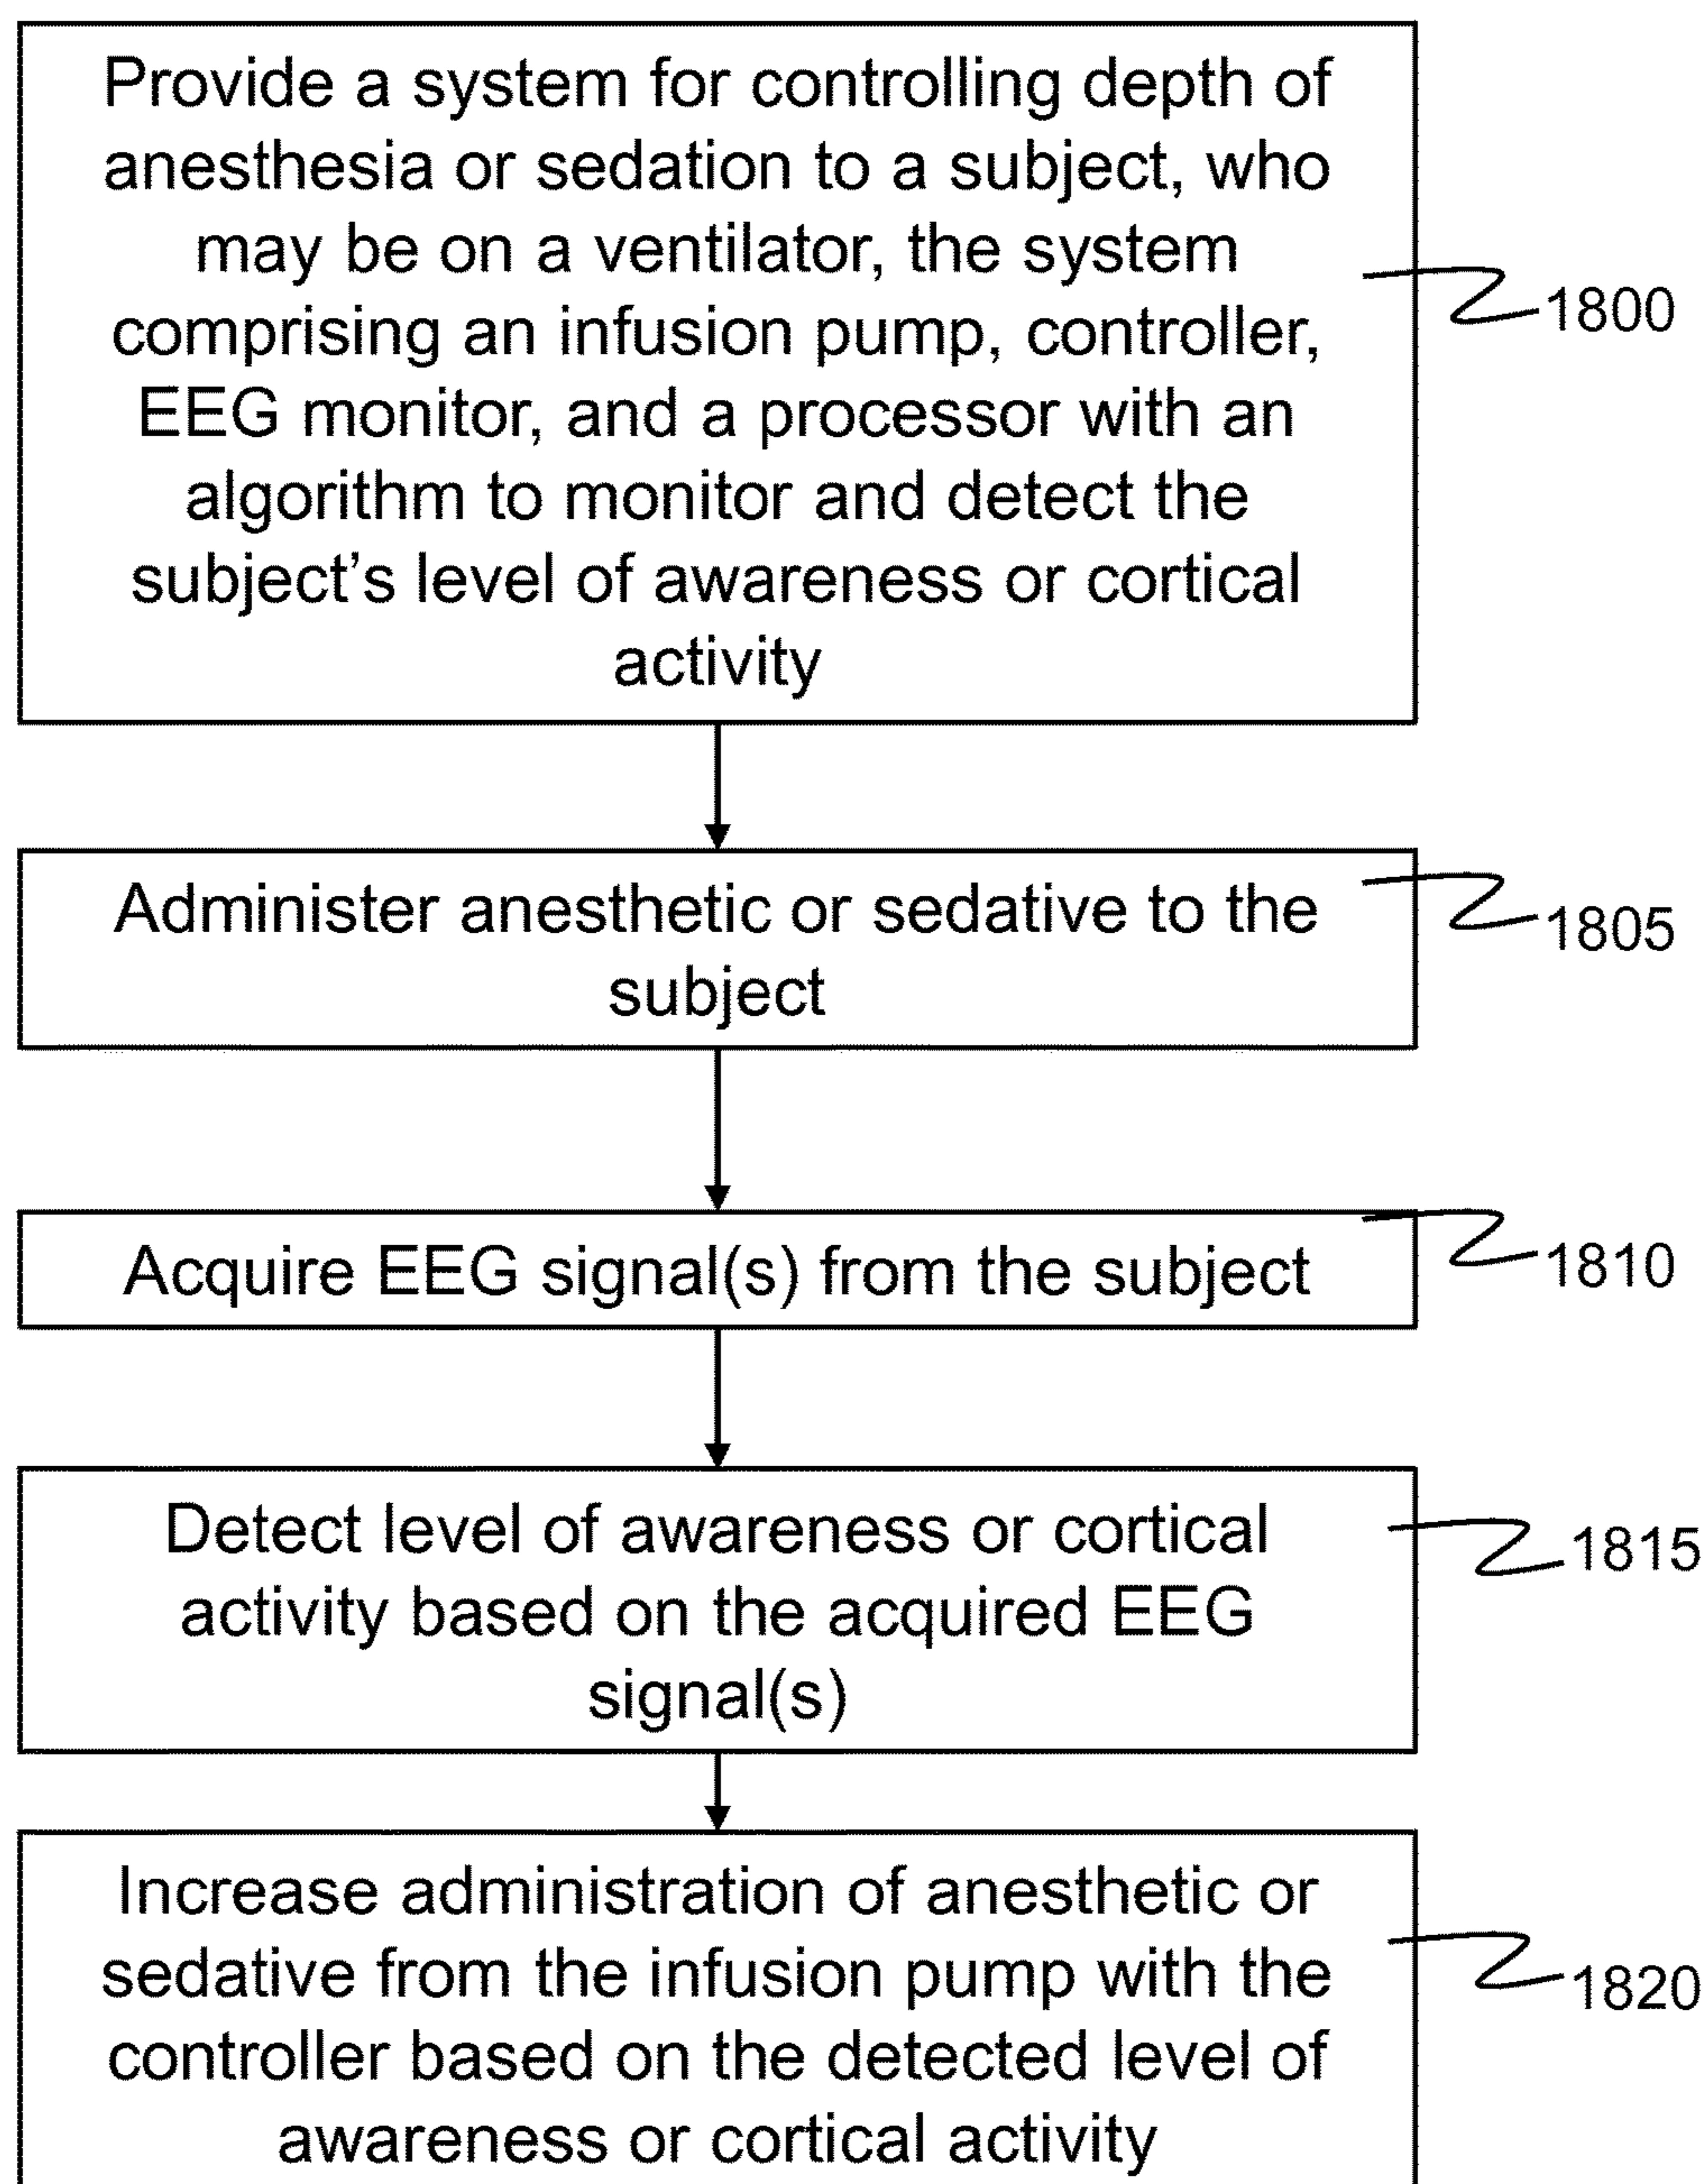 Provide a system for controlling depth of
anesthesia or sedation to a subject, who
may be on a ventilator, the system
comprising an infusion pump, controller,
EEG monitor, and a processor with an
algorithm to monitor and detect the
subject's level of awareness or cortical
activity
1800
Administer anesthetic or sedative to the
subject
1805
Acquire EEG signal(s) from the subject
1810
Detect level of awareness or cortical
activity based on the acquired EEG
signal(s)
1815
Increase administration of anesthetic or
sedative from the infusion pump with the
controller based on the detected level of
awareness or cortical activity
1820